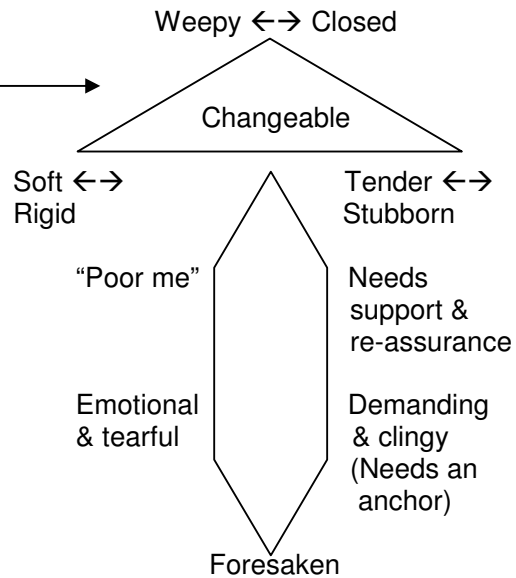 Weepy ←→ Closed
Changeable
Soft ←→
Rigid
Tender ←→
Stubborn
“Poor me”
Needs
support &
re-assurance
Emotional
& tearful
Demanding
& clingy
(Needs an
anchor)
Foresaken